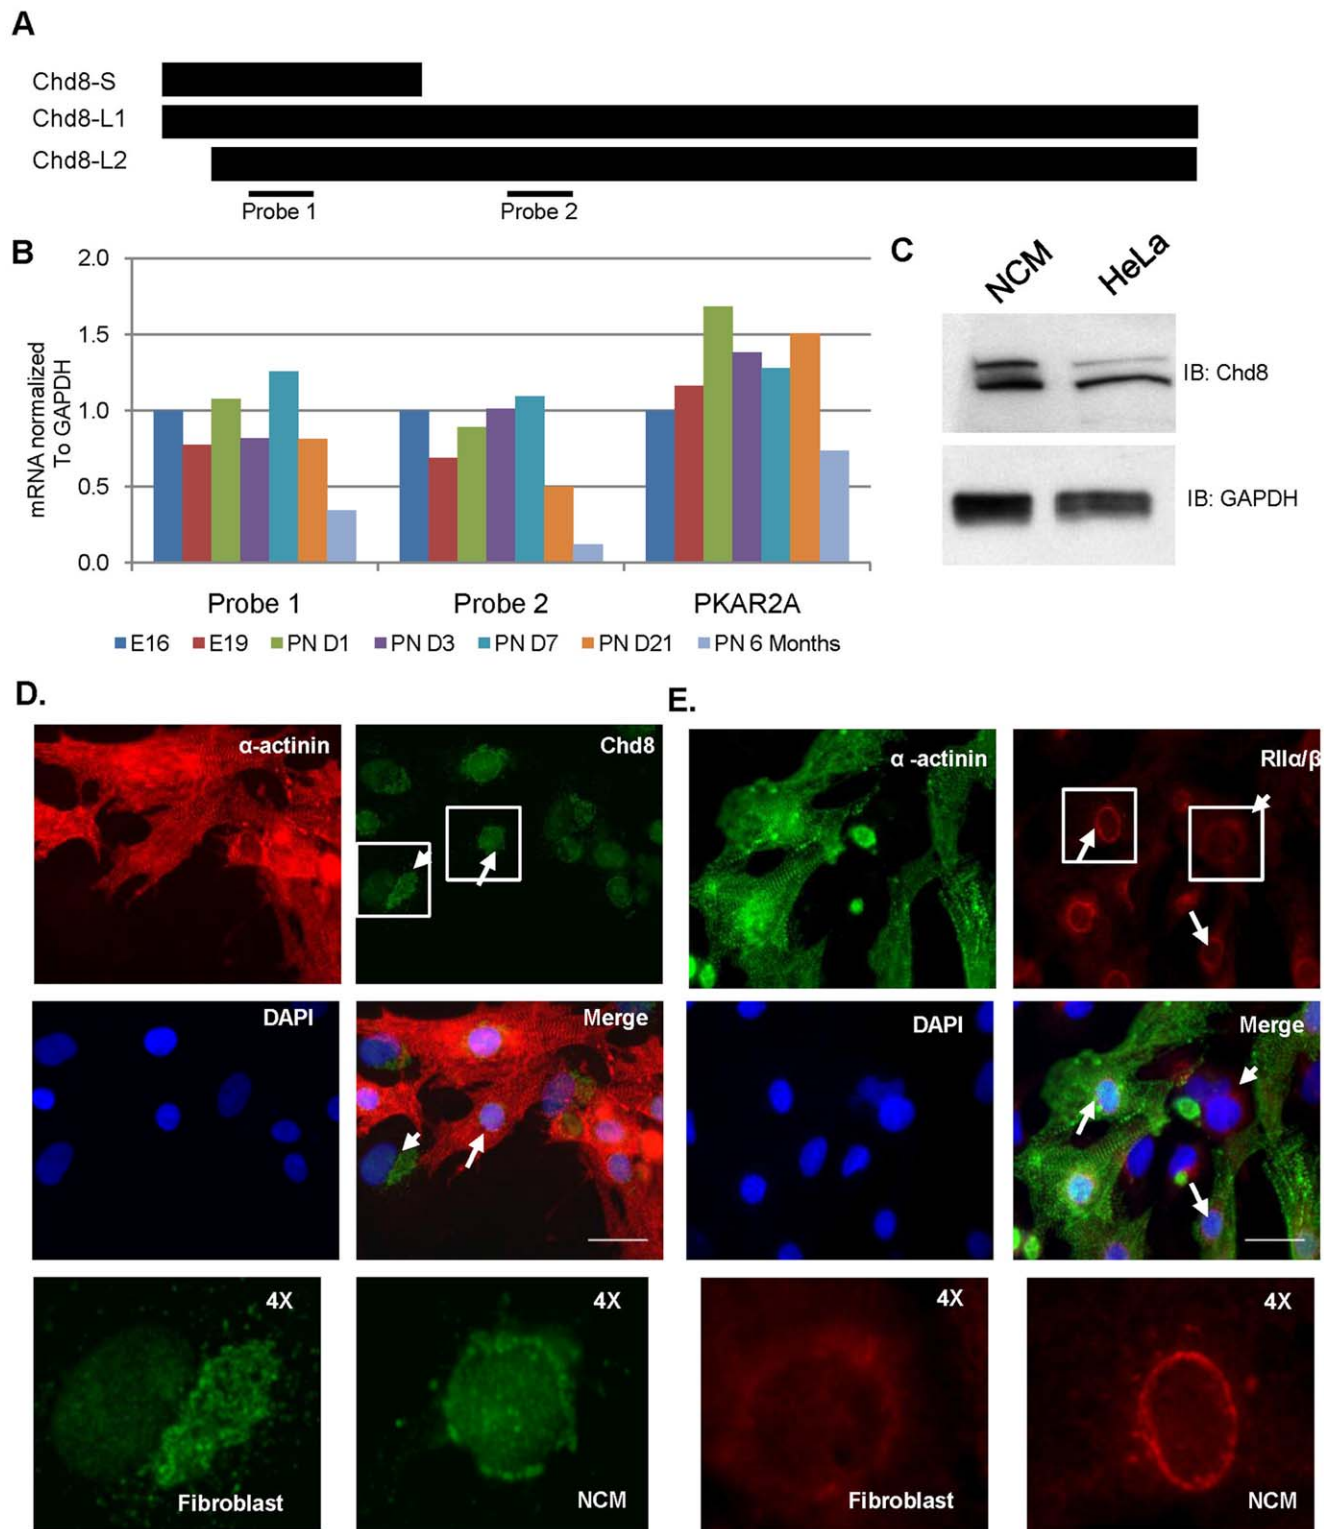 A
Chd8-S
Chd8-L1
Chd8-L2
Probe 1 Probe 2
B
mRNA normalized
To GAPDH
2.0
1.5
1.0
0.5
0.0
Probe 1 Probe 2 PKAR2A
E16 E19 PN D1 PN D3 PN D7 PN D21 PN 6 Months
C
NCM HeLa
IB: Chd8
IB: GAPDH
D.
α-actinin Chd8
DAPI Merge
4X 4X
Fibroblast NCM
E.
α -actinin RIIα/β
DAPI Merge
4X 4X
Fibroblast NCM